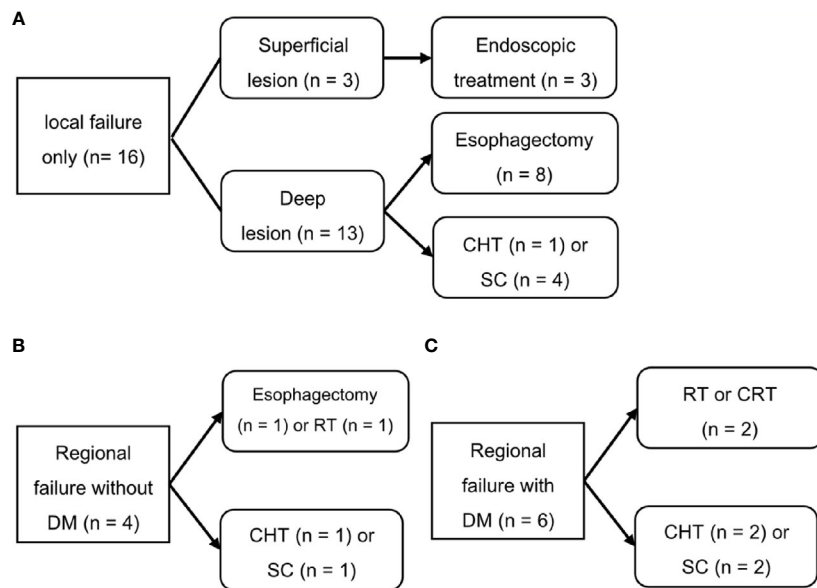 A
local failure
only (n= 16)
Superficial
lesion (n = 3)
Endoscopic
treatment (n = 3)
Deep
lesion (n = 13)
Esophagectomy
(n = 8)
CHT (n = 1) or
SC (n = 4)
B
Regional
failure without
DM (n = 4)
Esophagectomy
(n = 1) or RT (n = 1)
CHT (n = 1) or
SC (n = 1)
C
Regional
failure with
DM (n = 6)
RT or CRT
(n = 2)
CHT (n = 2) or
SC (n = 2)